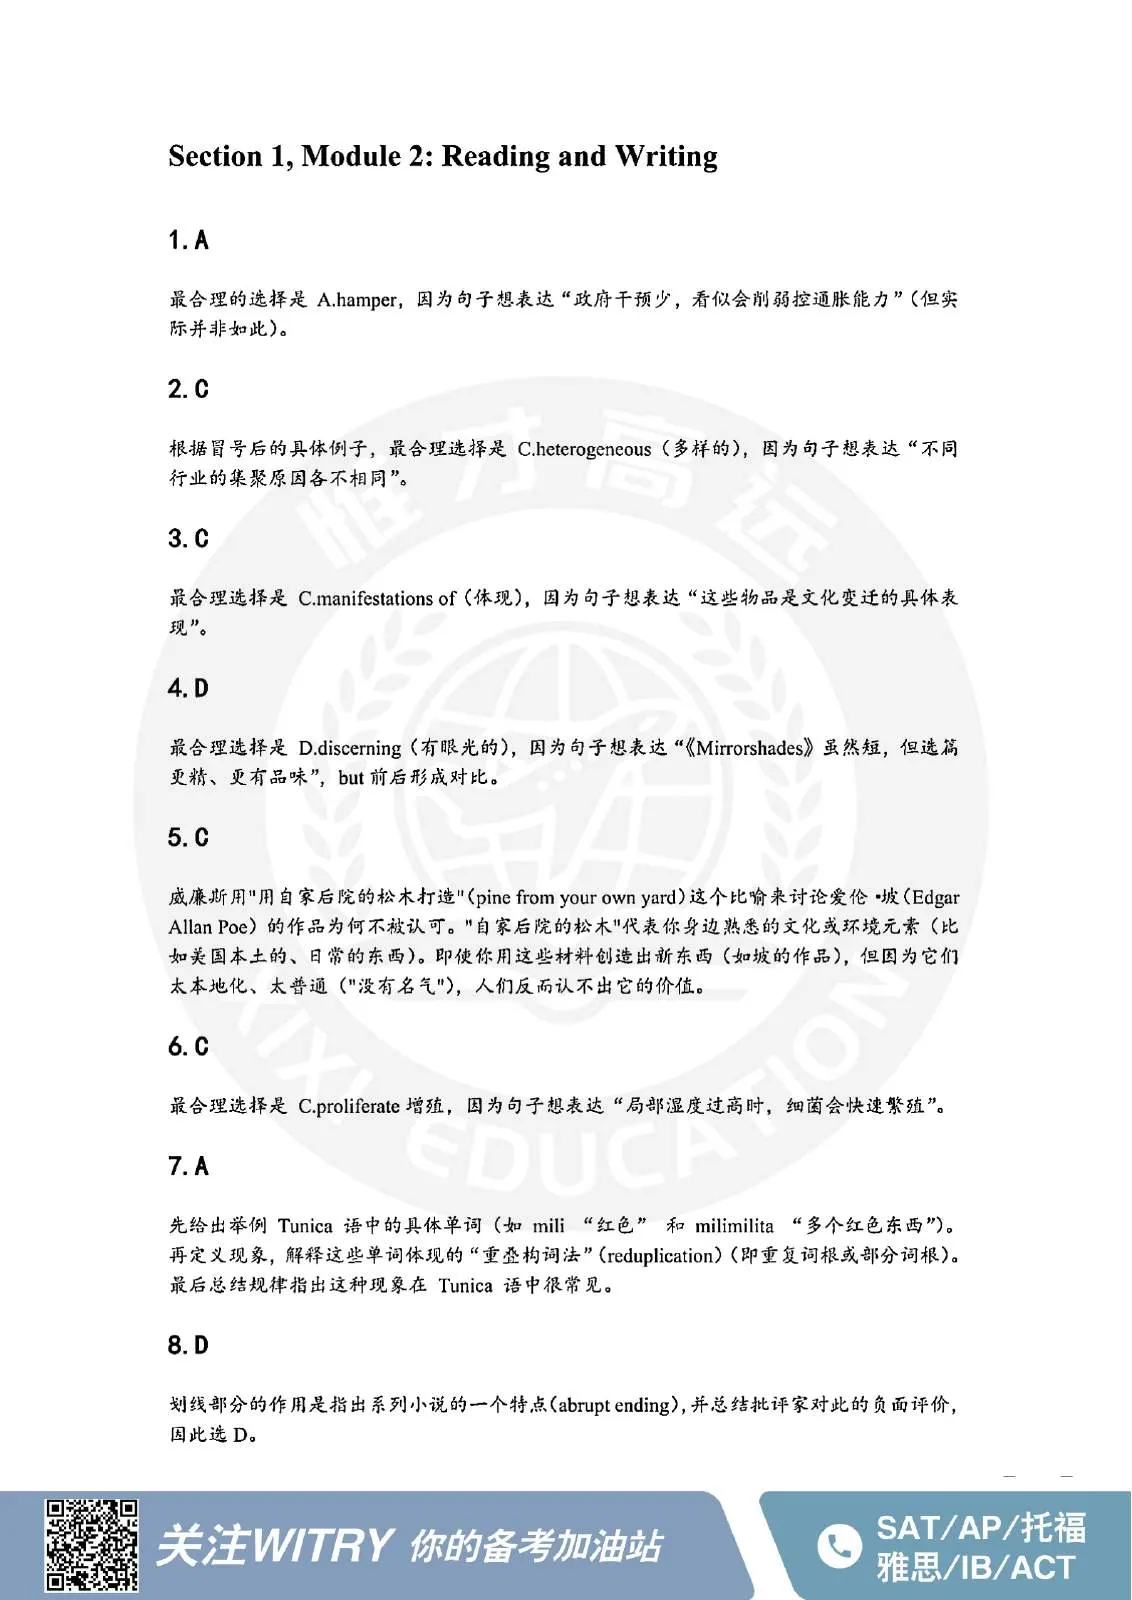 Section 1, Module 2: Reading and Writing
1. A
最合理的选择是 A.hamper，因为句子想表达“政府干预少，看似会削弱控通胀能力”（但实
际并非如此）。
2. C
根据冒号后的具体例子，最合理选择是 C.heterogeneous（多样的），因为句子想表达“不同
行业的集聚原因各不相同”。
3. C
最合理选择是 C.manifestations of（体现），因为句子想表达“这些物品是文化变迁的具体表
现”。
4. D
最合理选择是 D.discerning（有眼光的），因为句子想表达“《Mirrorshades》虽然短，但选篇
更精、更有品味”，but 前后形成对比。
5. C
威廉斯用"用自家后院的松木打造"（pine from your own yard）这个比喻来讨论爱伦·坡（Edgar
Allan Poe）的作品为何不被认可。"自家后院的松木"代表你身边熟悉的文化或环境元素（比
如美国本土的、日常的东西）。即使你用这些材料创造出新东西（如坡的作品），但因为它们
太本地化、太普通（"没有名气"），人们反而认不出它的价值。
6. C
最合理选择是 C.proliferate 增殖，因为句子想表达“局部湿度过高时，细菌会快速繁殖”。
7. A
先给出举例 Tunica 语中的具体单词（如 mili “红色” 和 milimilita “多个红色东西”）。
再定义现象，解释这些单词体现的“重叠构词法”（reduplication）（即重复词根或部分词根）。
最后总结规律指出这种现象在 Tunica 语中很常见。
8. D
划线部分的作用是指出系列小说的一个特点（abrupt ending），并总结批评家对此的负面评价，
因此选 D。
惟才高远
XIXI EDUCATION
关注WITRY 你的备考加油站
SAT/AP/托福
雅思/IB/ACT